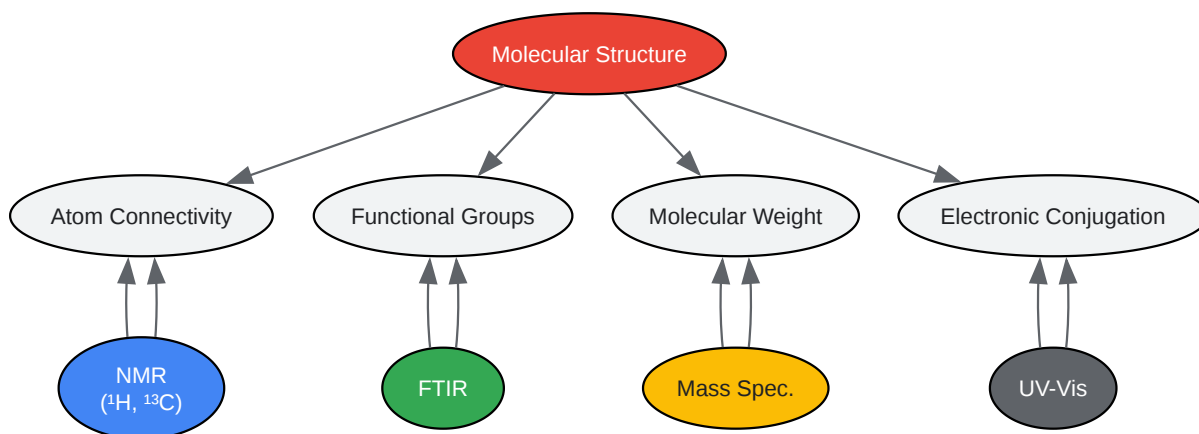 Molecular Structure
Atom Connectivity
Functional Groups
Molecular Weight
Electronic Conjugation
NMR
(¹H, ¹³C)
FTIR
Mass Spec.
UV-Vis